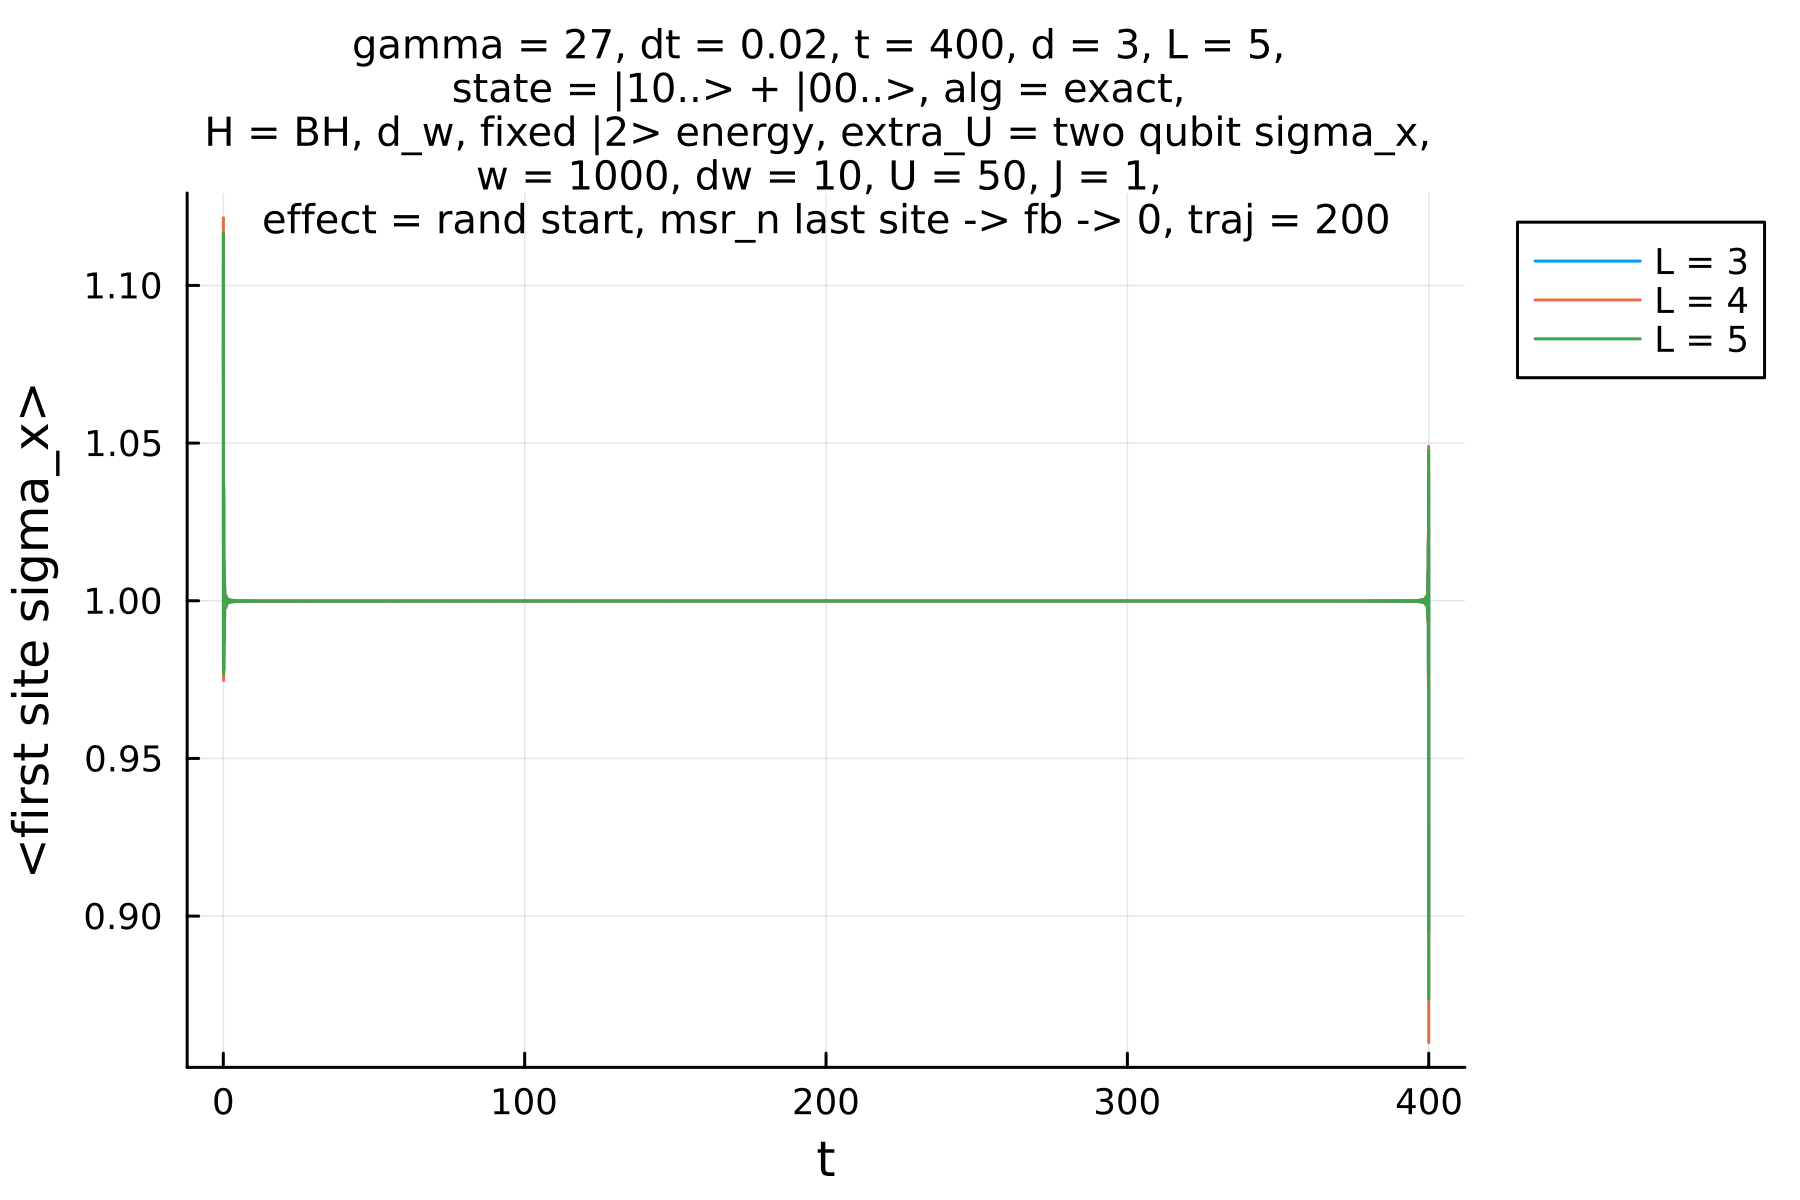 gamma = 27, dt = 0.02, t = 400, d = 3, L = 5,
state = |10..> + |00..>, alg = exact,
H = BH, d_w, fixed |2> energy, extra_U = two qubit sigma_x,
w = 1000, dw = 10, U = 50, J = 1,
effect = rand start, msr_n last site -> fb -> 0, traj = 200
L = 3
L = 4
L = 5
<first site sigma_x>
1.10
1.05
1.00
0.95
0.90
0
100
200
300
400
t